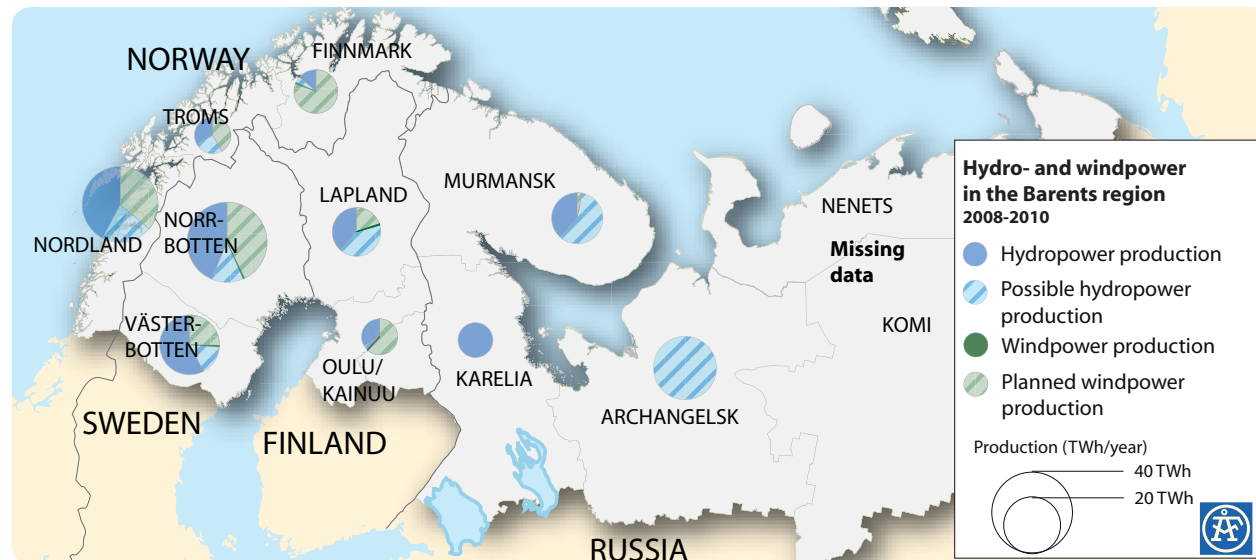 NORWAY
FINNMARK
TROMS
NORDLAND
NORR-
BOTTEN
LAPLAND
MURMANSK
NENETS
Missing
data
KOMI
VÄSTER-
BOTTEN
OULU/
KAINUU
KARELIA
ARCHANGELSK
SWEDEN
FINLAND
RUSSIA
Hydro- and windpower
in the Barents region
2008-2010
Hydropower production
Possible hydropower
production
Windpower production
Planned windpower
production
Production (TWh/year)
40 TWh
20 TWh
ÅF